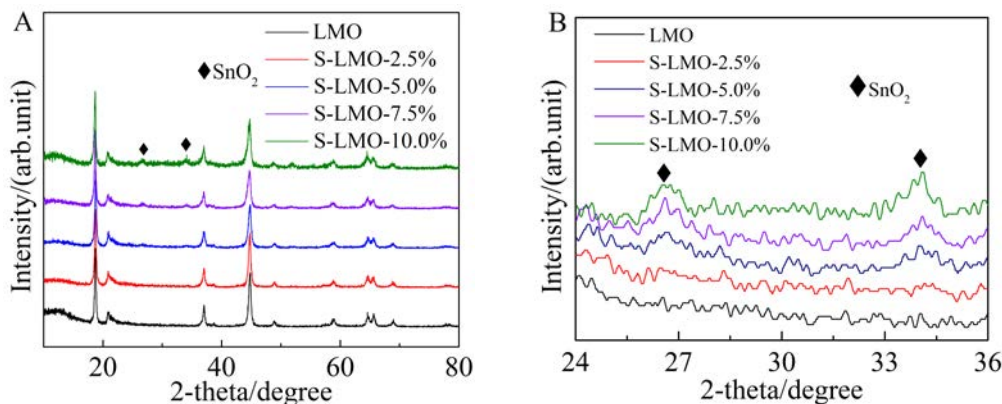 A
LMO
S-LMO-2.5%
◆SnO₂
S-LMO-5.0%
S-LMO-7.5%
S-LMO-10.0%
Intensity/(arb.unit)
20 40 60 80
2-theta/degree
B
LMO
S-LMO-2.5%
S-LMO-5.0%
◆SnO₂
S-LMO-7.5%
S-LMO-10.0%
Intensity/(arb.unit)
24 27 30 33 36
2-theta/degree